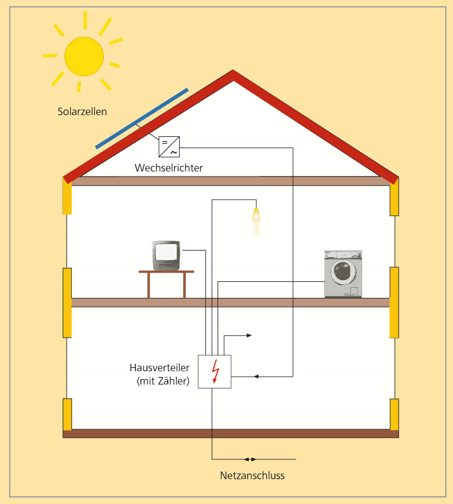 Solarzellen
Wechselrichter
Hausverteiler
(mit Zähler)
Netzanschluss